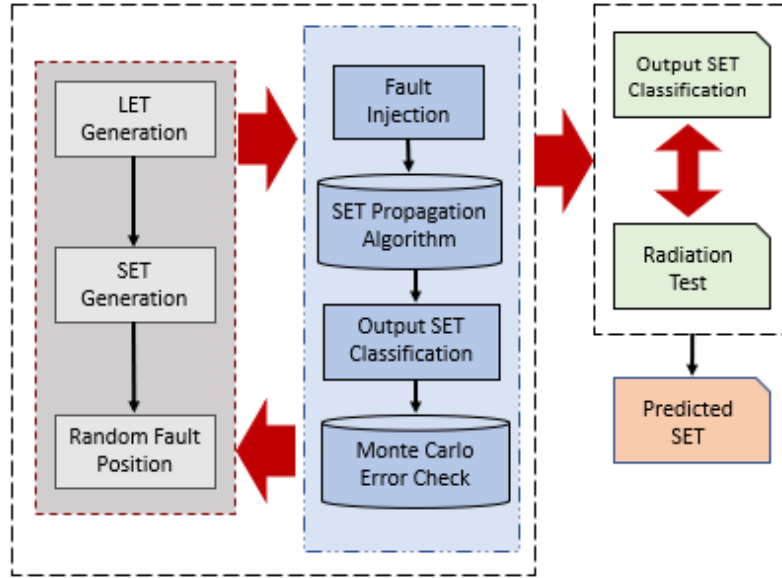 LET
Generation
SET
Generation
Random Fault
Position
Fault
Injection
SET Propagation
Algorithm
Output SET
Classification
Monte Carlo
Error Check
Output SET
Classification
Radiation
Test
Predicted
SET